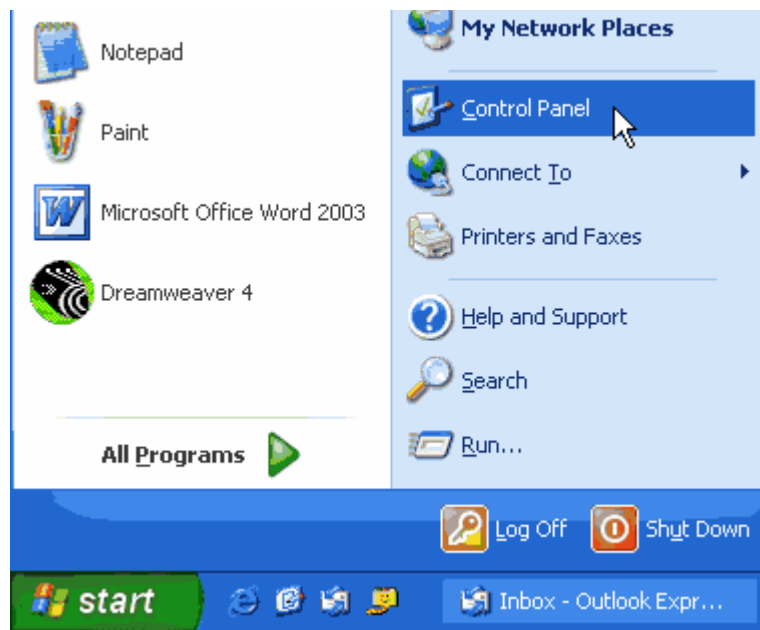 Notepad
Paint
Microsoft Office Word 2003
Dreamweaver 4
All Programs
My Network Places
Control Panel
Connect To
Printers and Faxes
Help and Support
Search
Run...
Log Off
Shut Down
start
Inbox - Outlook Expr...